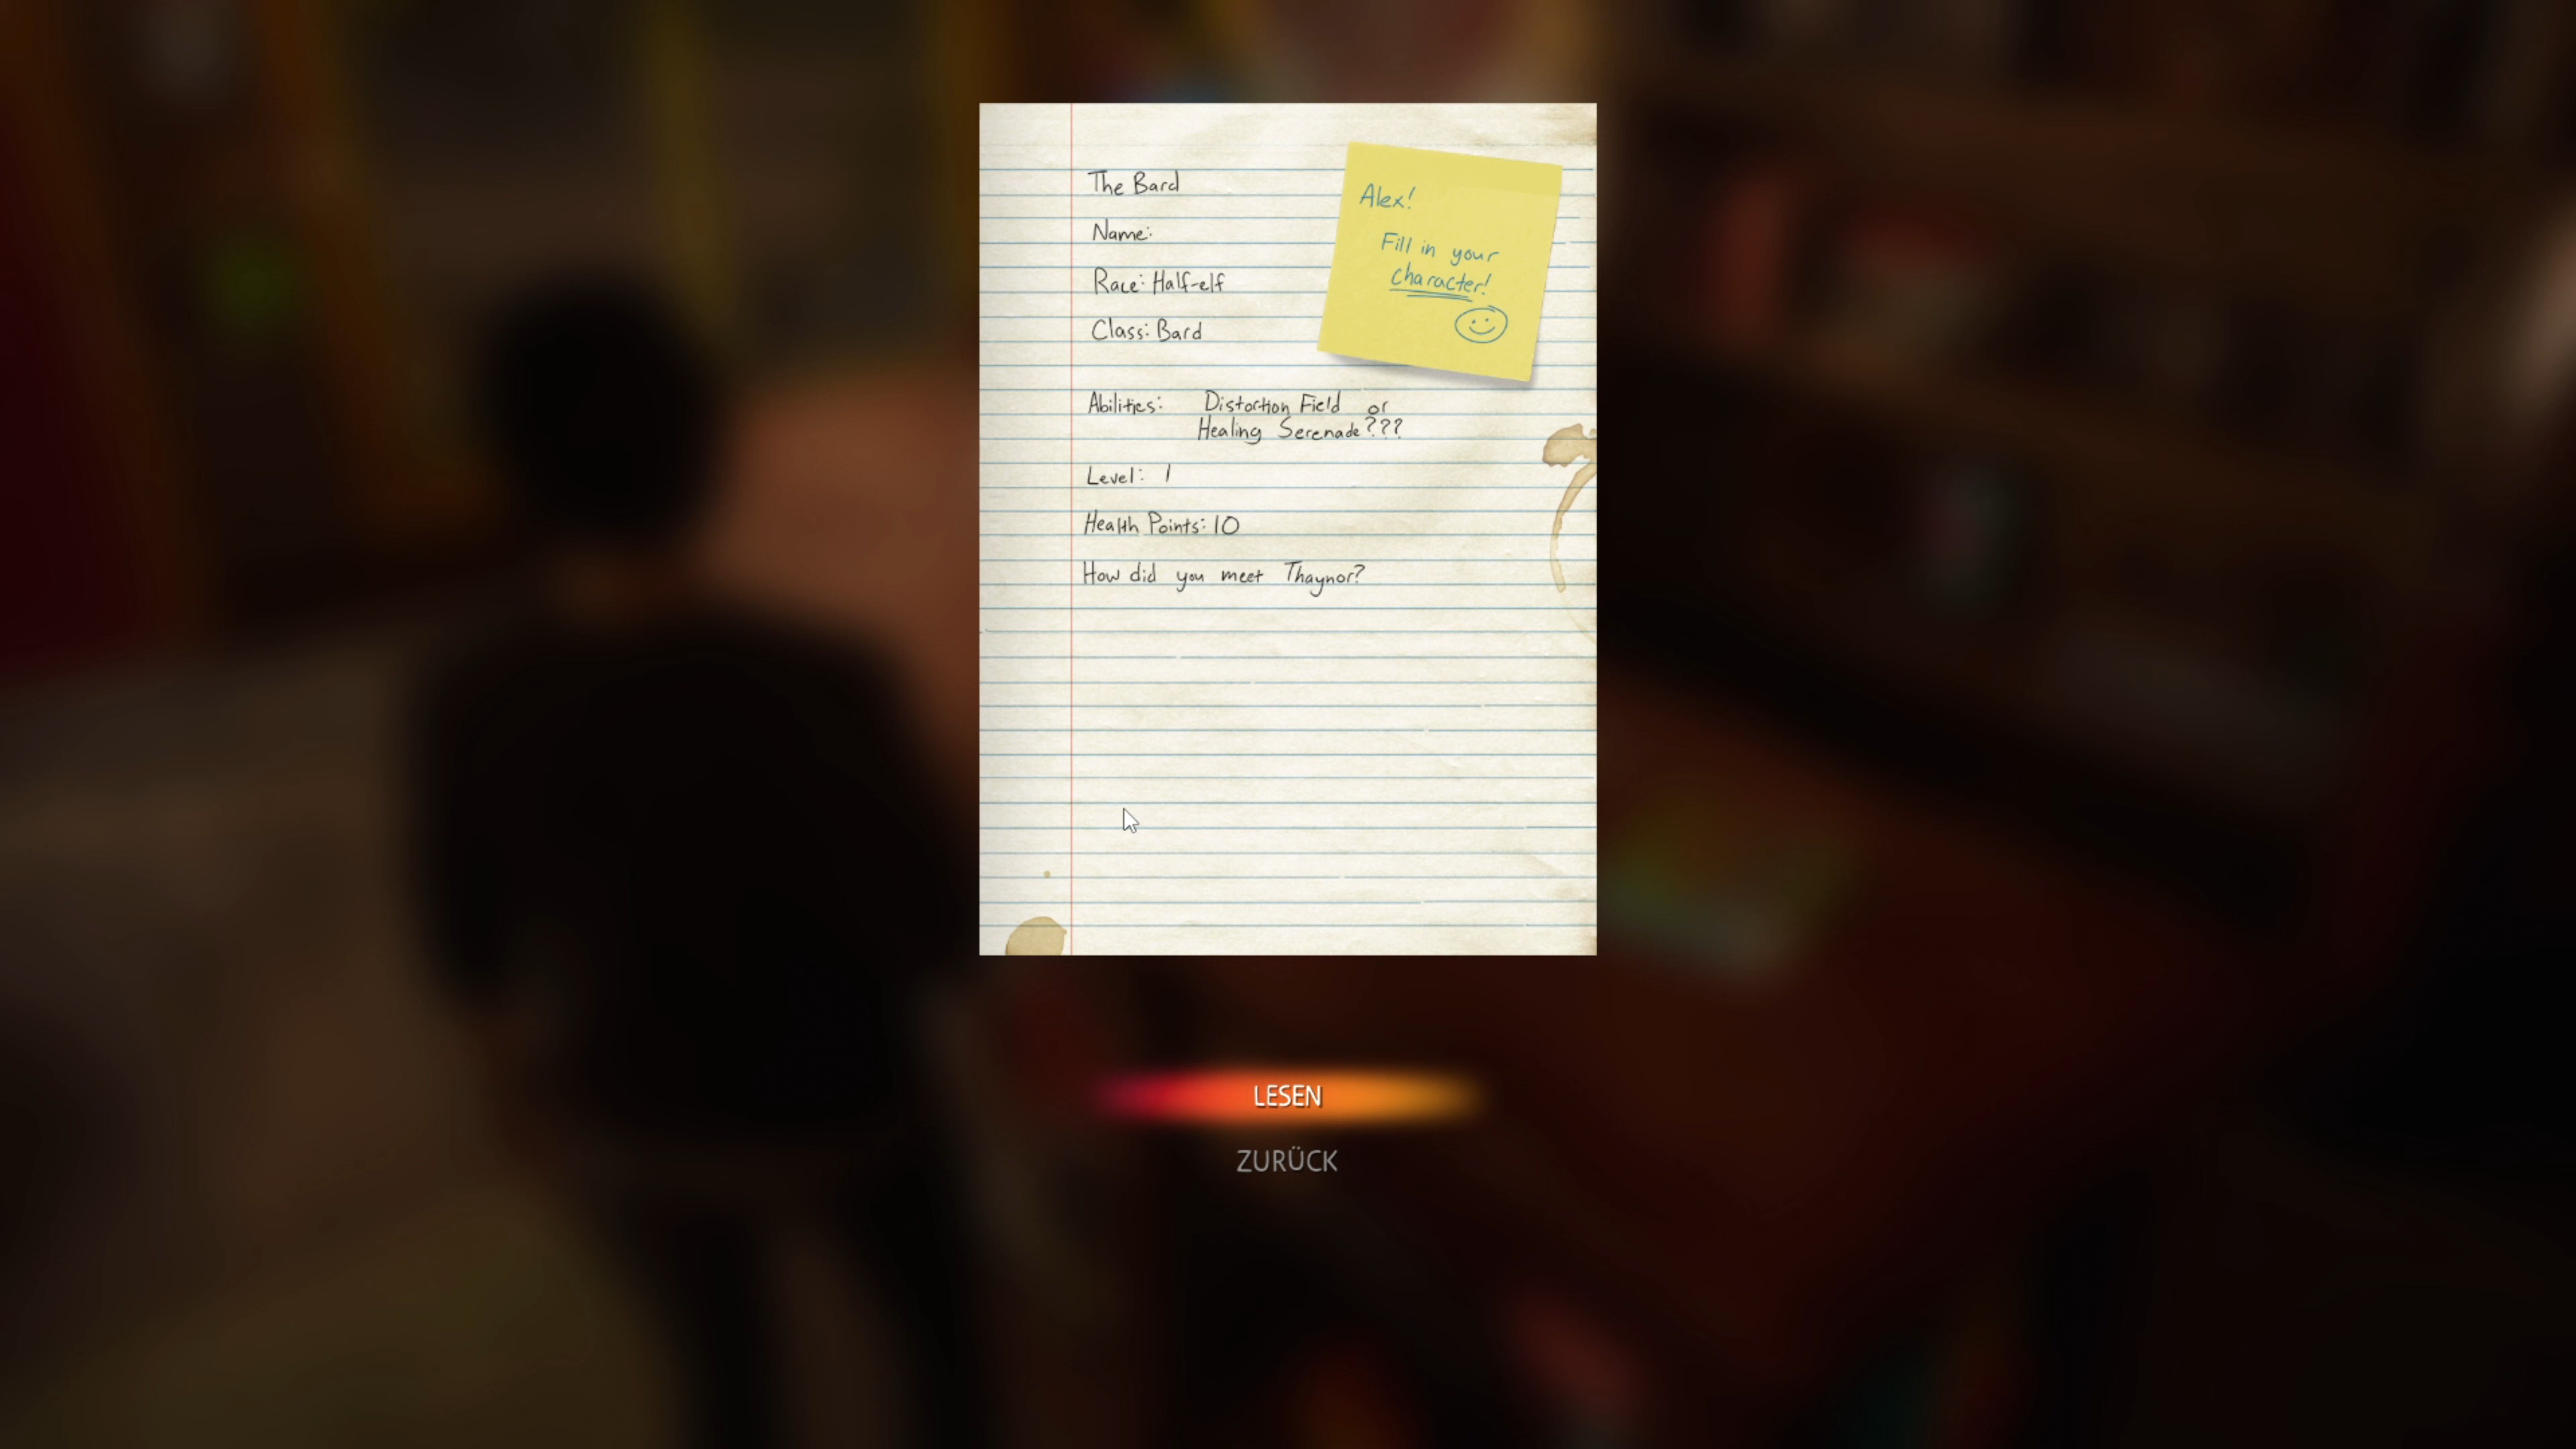 The Bard
Name:
Race: Half-elf
Class: Bard
Alex!
Fill in your
character!
Abilities: Distortion Field or
Healing Serenade???
Level: 1
Health Points: 10
How did you meet Thaynor?
LESEN
ZURÜCK